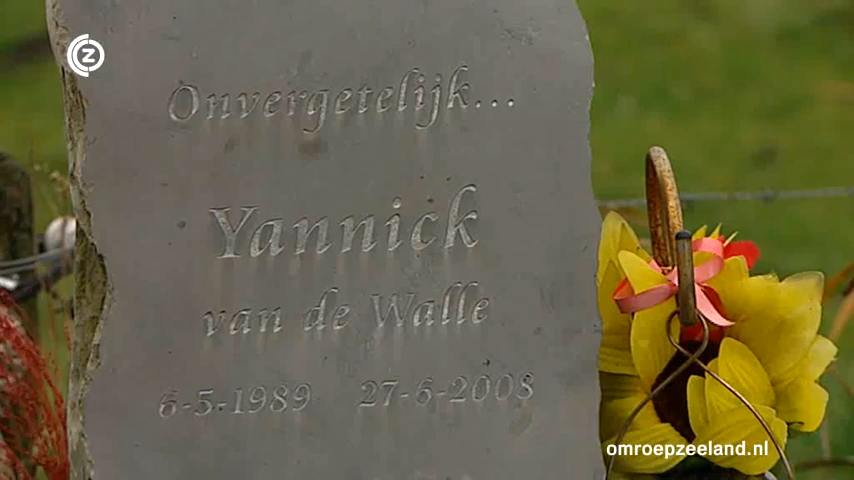 Z
Onvergetelijk...
Yannick
van de Walle
6-5-1989 27-6-2008
omroepzeeland.nl